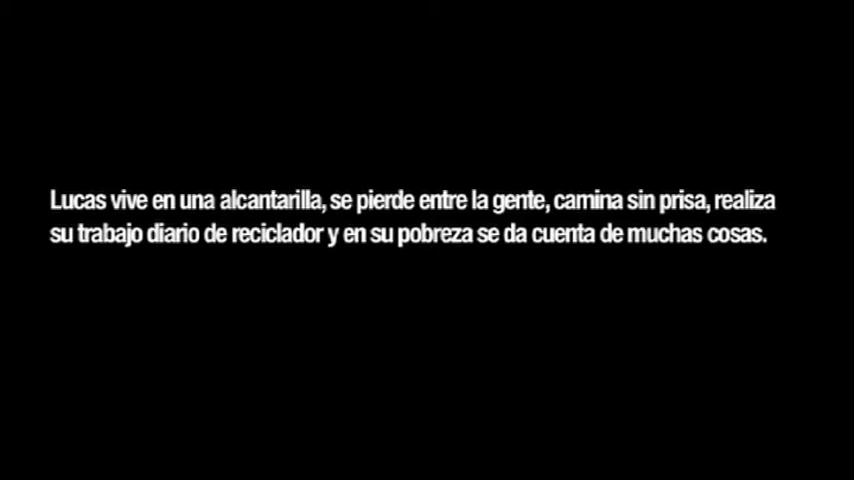 Lucas vive en una alcantarilla, se pierde entre la gente, camina sin prisa, realiza
su trabajo diario de reciclador y en su pobreza se da cuenta de muchas cosas.